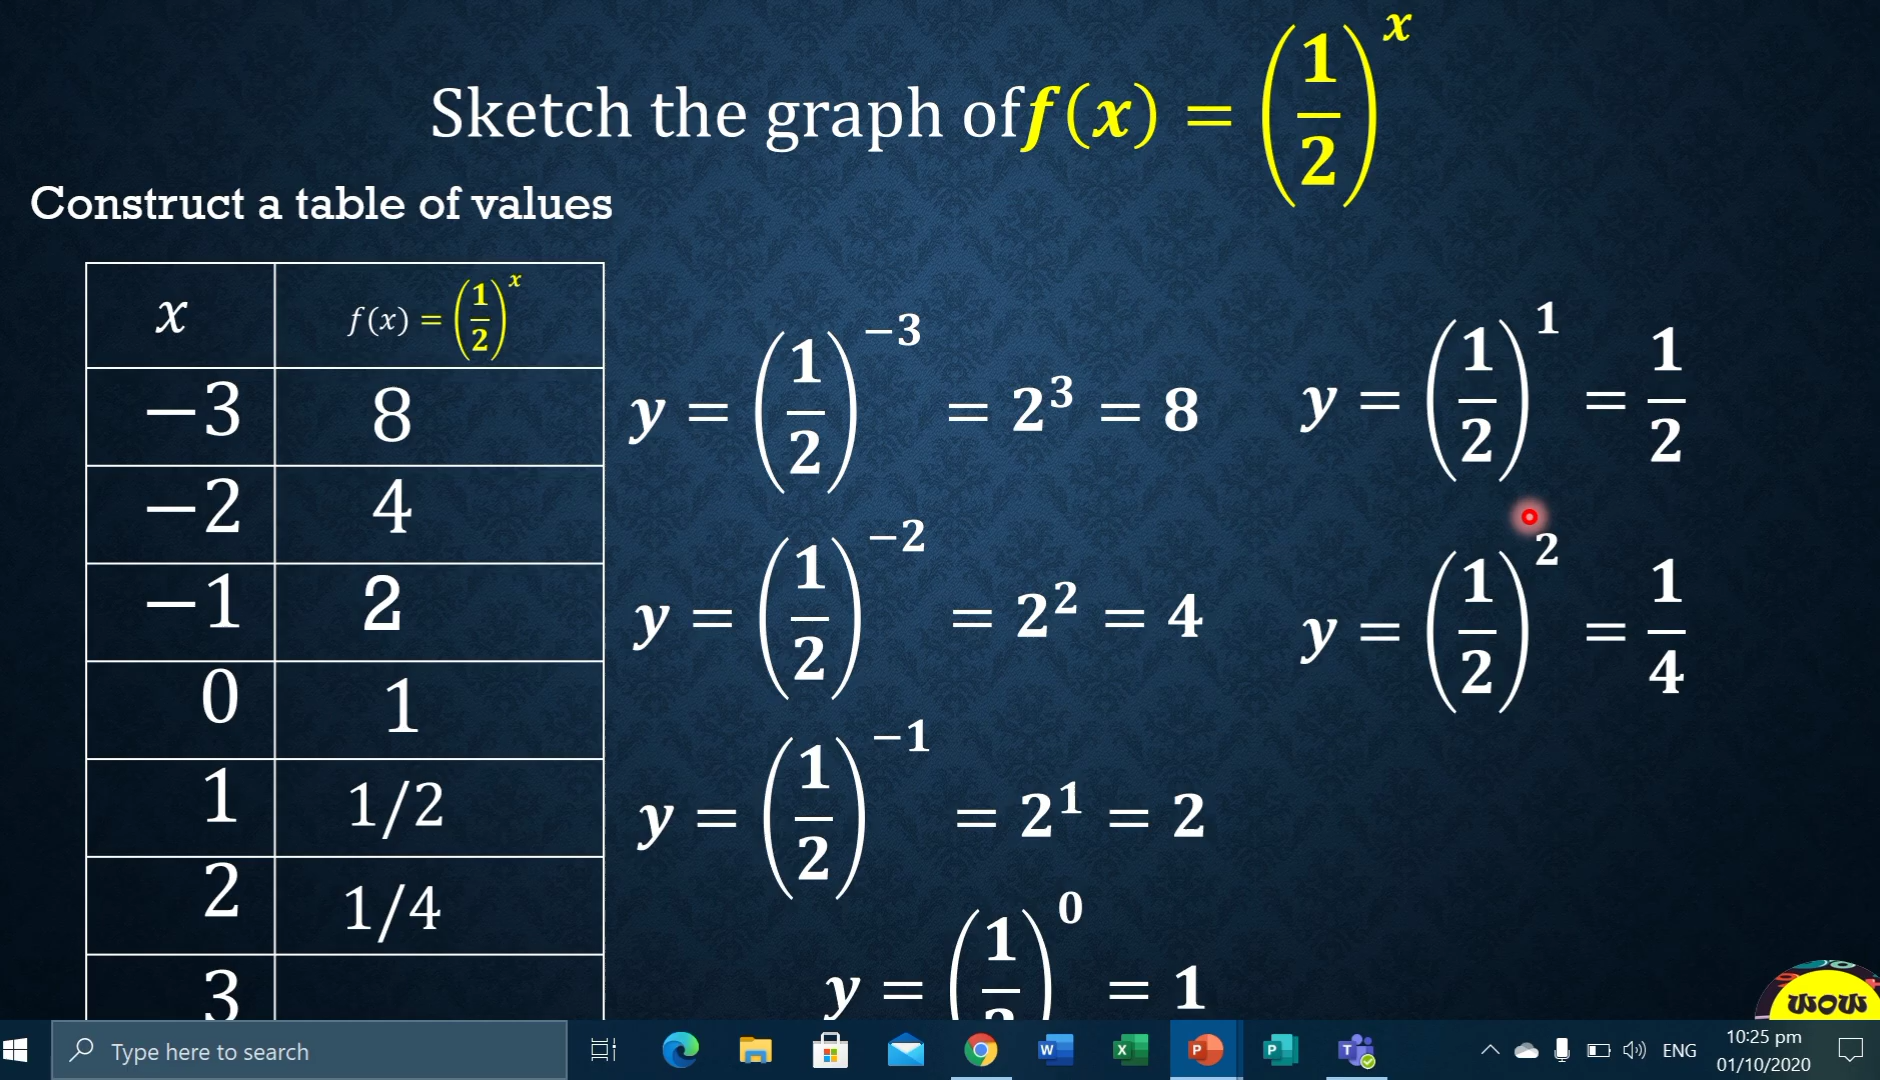 Sketch the graph of f(x) = (1/2)^x
Construct a table of values
x f(x) = (1/2)^x
−3 8
−2 4
−1 2
0 1
1 1/2
2 1/4
3
y = (1/2)^−3 = 2^3 = 8
y = (1/2)^−2 = 2^2 = 4
y = (1/2)^−1 = 2^1 = 2
y = (1/2)^0 = 1
y = (1/2)^1 = 1/2
y = (1/2)^2 = 1/4
WOW
Type here to search
W
X
P
P
T
ENG
10:25 pm
01/10/2020